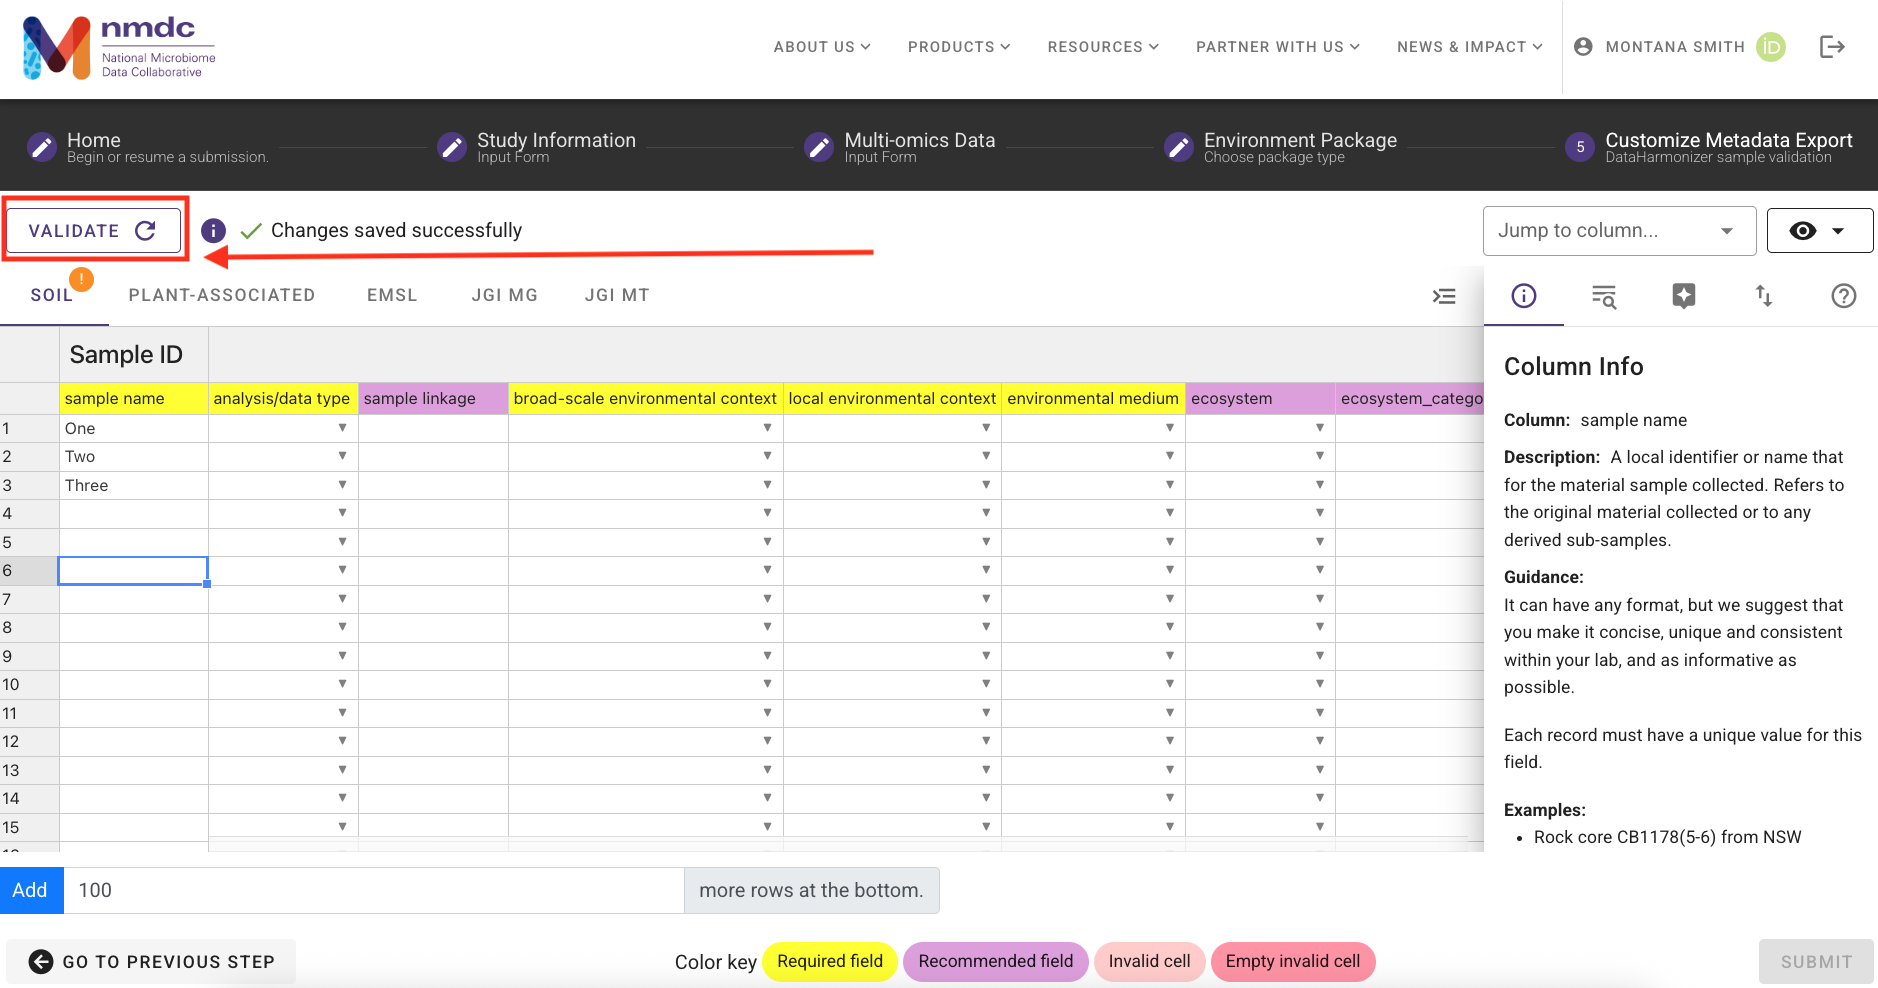 nmdc
National Microbiome
Data Collaborative
ABOUT US
PRODUCTS
RESOURCES
PARTNER WITH US
NEWS & IMPACT
MONTANA SMITH
iD
Home
Begin or resume a submission.
Study Information
Input Form
Multi-omics Data
Input Form
Environment Package
Choose package type
5
Customize Metadata Export
DataHarmonizer sample validation
VALIDATE
Changes saved successfully
Jump to column...
SOIL
!
PLANT-ASSOCIATED
EMSL
JGI MG
JGI MT
Sample ID
sample name
analysis/data type
sample linkage
broad-scale environmental context
local environmental context
environmental medium
ecosystem
ecosystem_catego
1 One
2 Two
3 Three
4
5
6
7
8
9
10
11
12
13
14
15
Column Info
Column: sample name
Description: A local identifier or name that
for the material sample collected. Refers to
the original material collected or to any
derived sub-samples.
Guidance:
It can have any format, but we suggest that
you make it concise, unique and consistent
within your lab, and as informative as
possible.
Each record must have a unique value for this
field.
Examples:
• Rock core CB1178(5-6) from NSW
Add
100
more rows at the bottom.
GO TO PREVIOUS STEP
Color key
Required field
Recommended field
Invalid cell
Empty invalid cell
SUBMIT